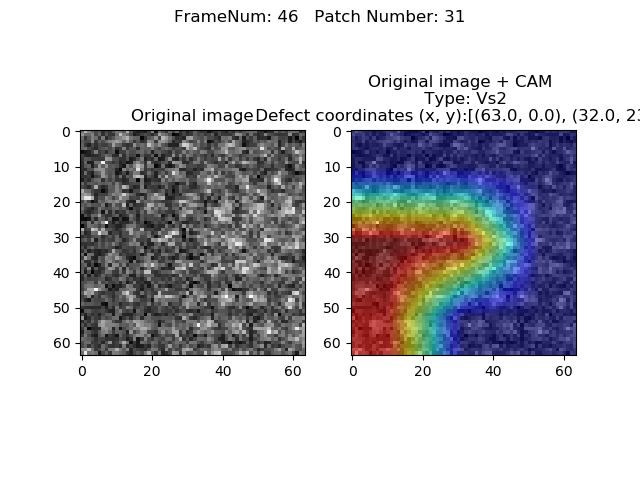 FrameNum: 46   Patch Number: 31
Original image + CAM
Type: Vs2
Original image
Defect coordinates (x, y):[(63.0, 0.0), (32.0, 23
0
10
20
30
40
50
60
0 20 40 60
0
10
20
30
40
50
60
0 20 40 60